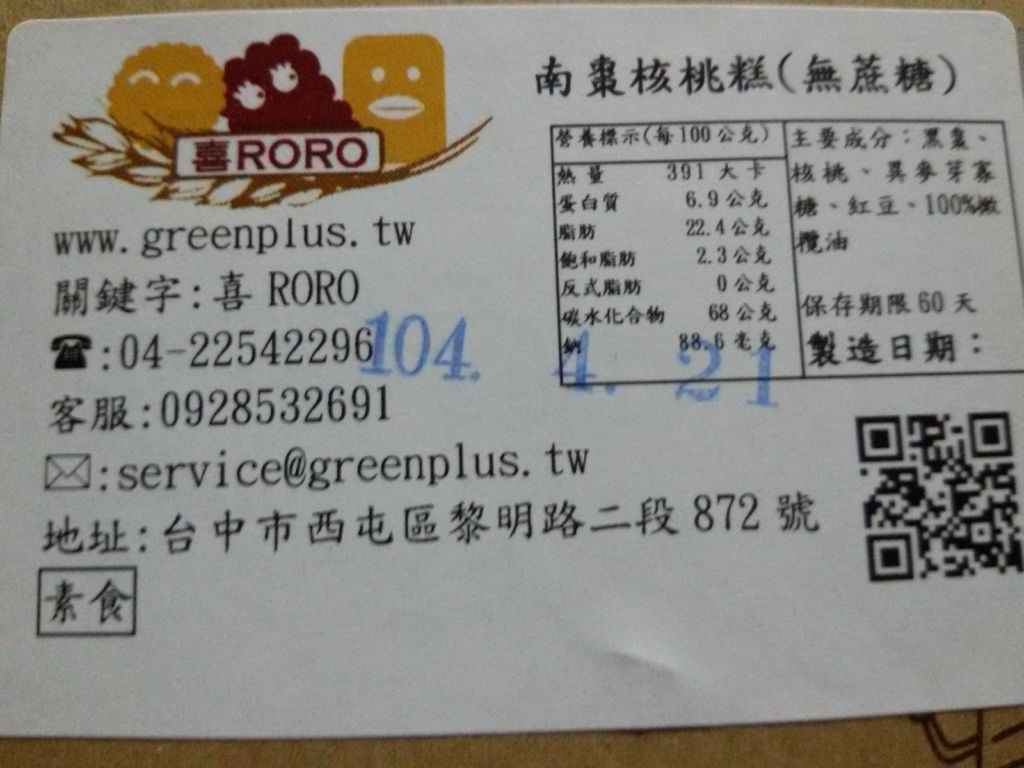 喜RORO
www.greenplus.tw
關鍵字:喜 RORO
☎:04-22542296
客服:0928532691
✉:service@greenplus.tw
地址:台中市西屯區黎明路二段 872 號
素食
104. 4. 21
南棗核桃糕(無蔗糖)
營養標示(每100公克)
熱量 391 大卡
蛋白質 6.9 公克
脂肪 22.4 公克
飽和脂肪 2.3 公克
反式脂肪 0 公克
碳水化合物 68 公克
鈉 88.6 毫克
主要成分：黑棗、
核桃、異麥芽寡
糖、紅豆、100%橄
欖油
保存期限 60 天
製造日期：